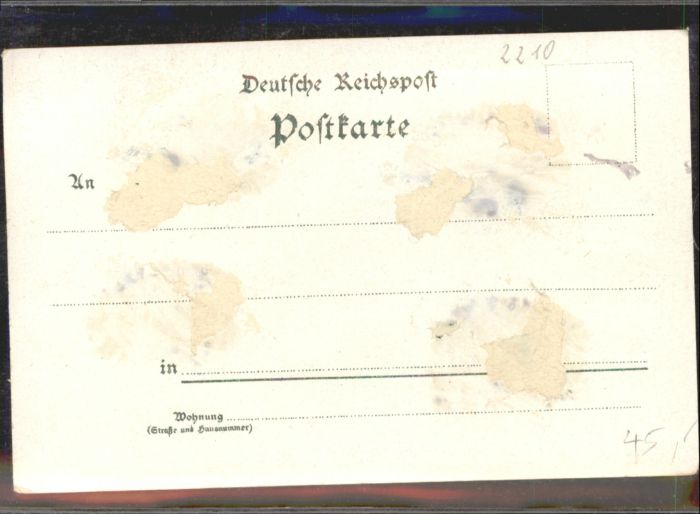 2210
Deutsche Reichspost
Postkarte
An
in
Wohnung
(Straße und Hausnummer)
45,